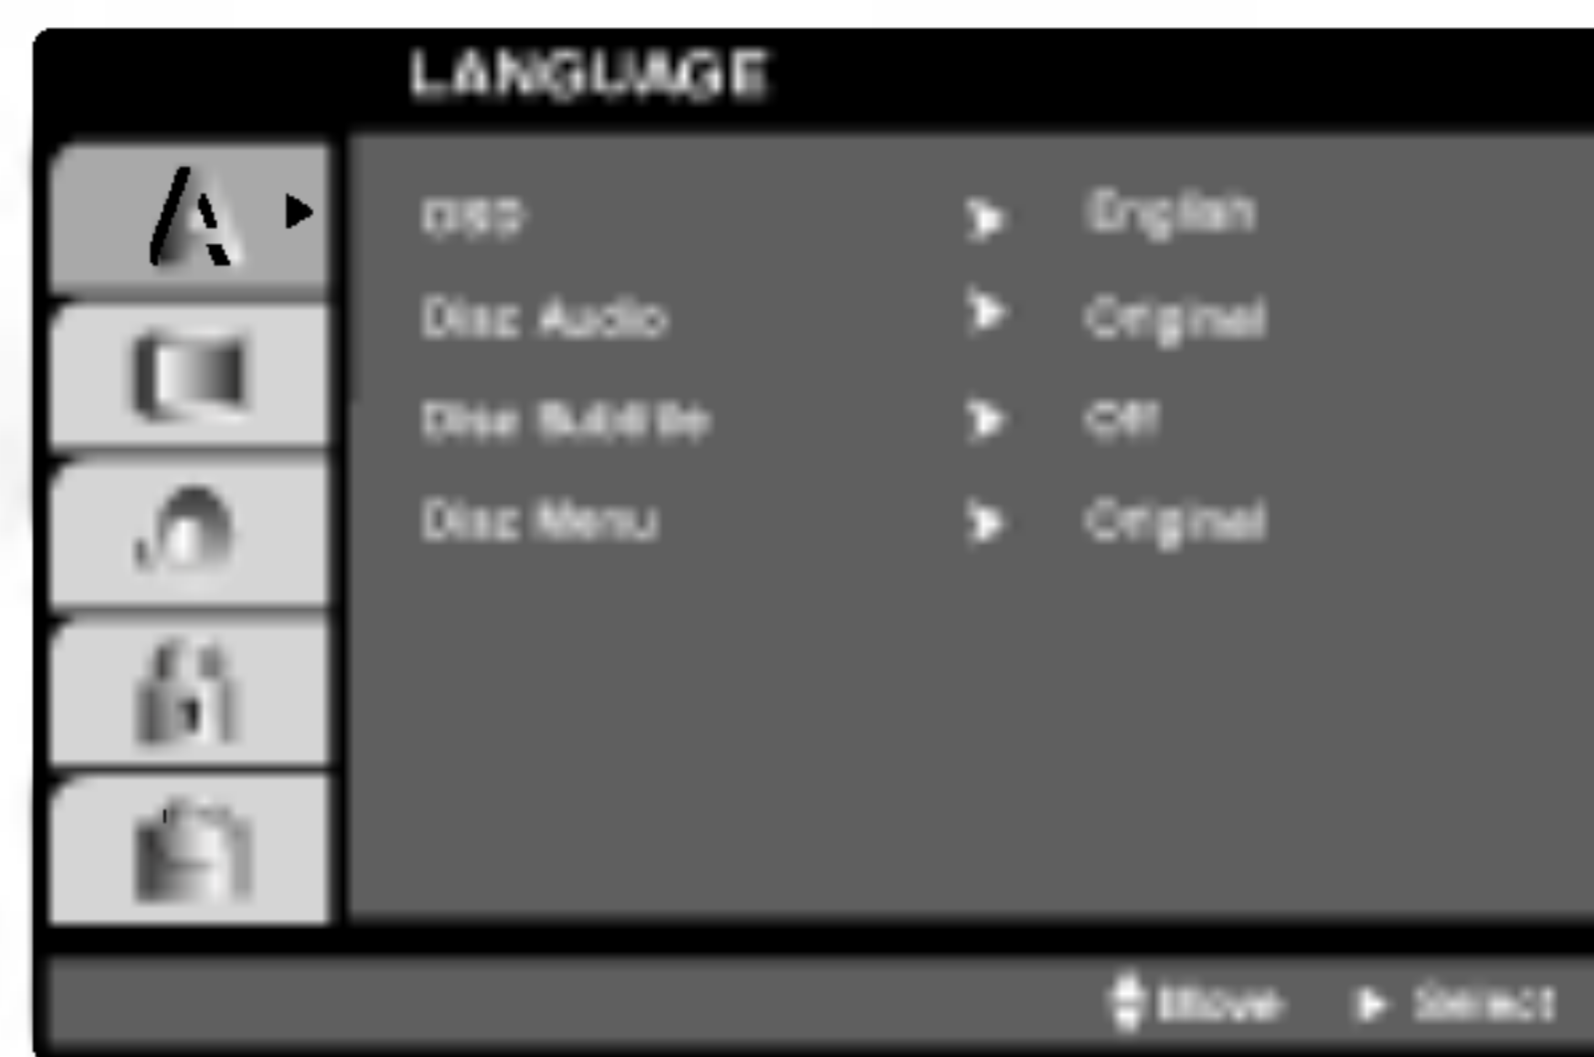 LANGUAGE
OSD English
Disc Audio Original
Disc Subtitle Off
Disc Menu Original
Move Select